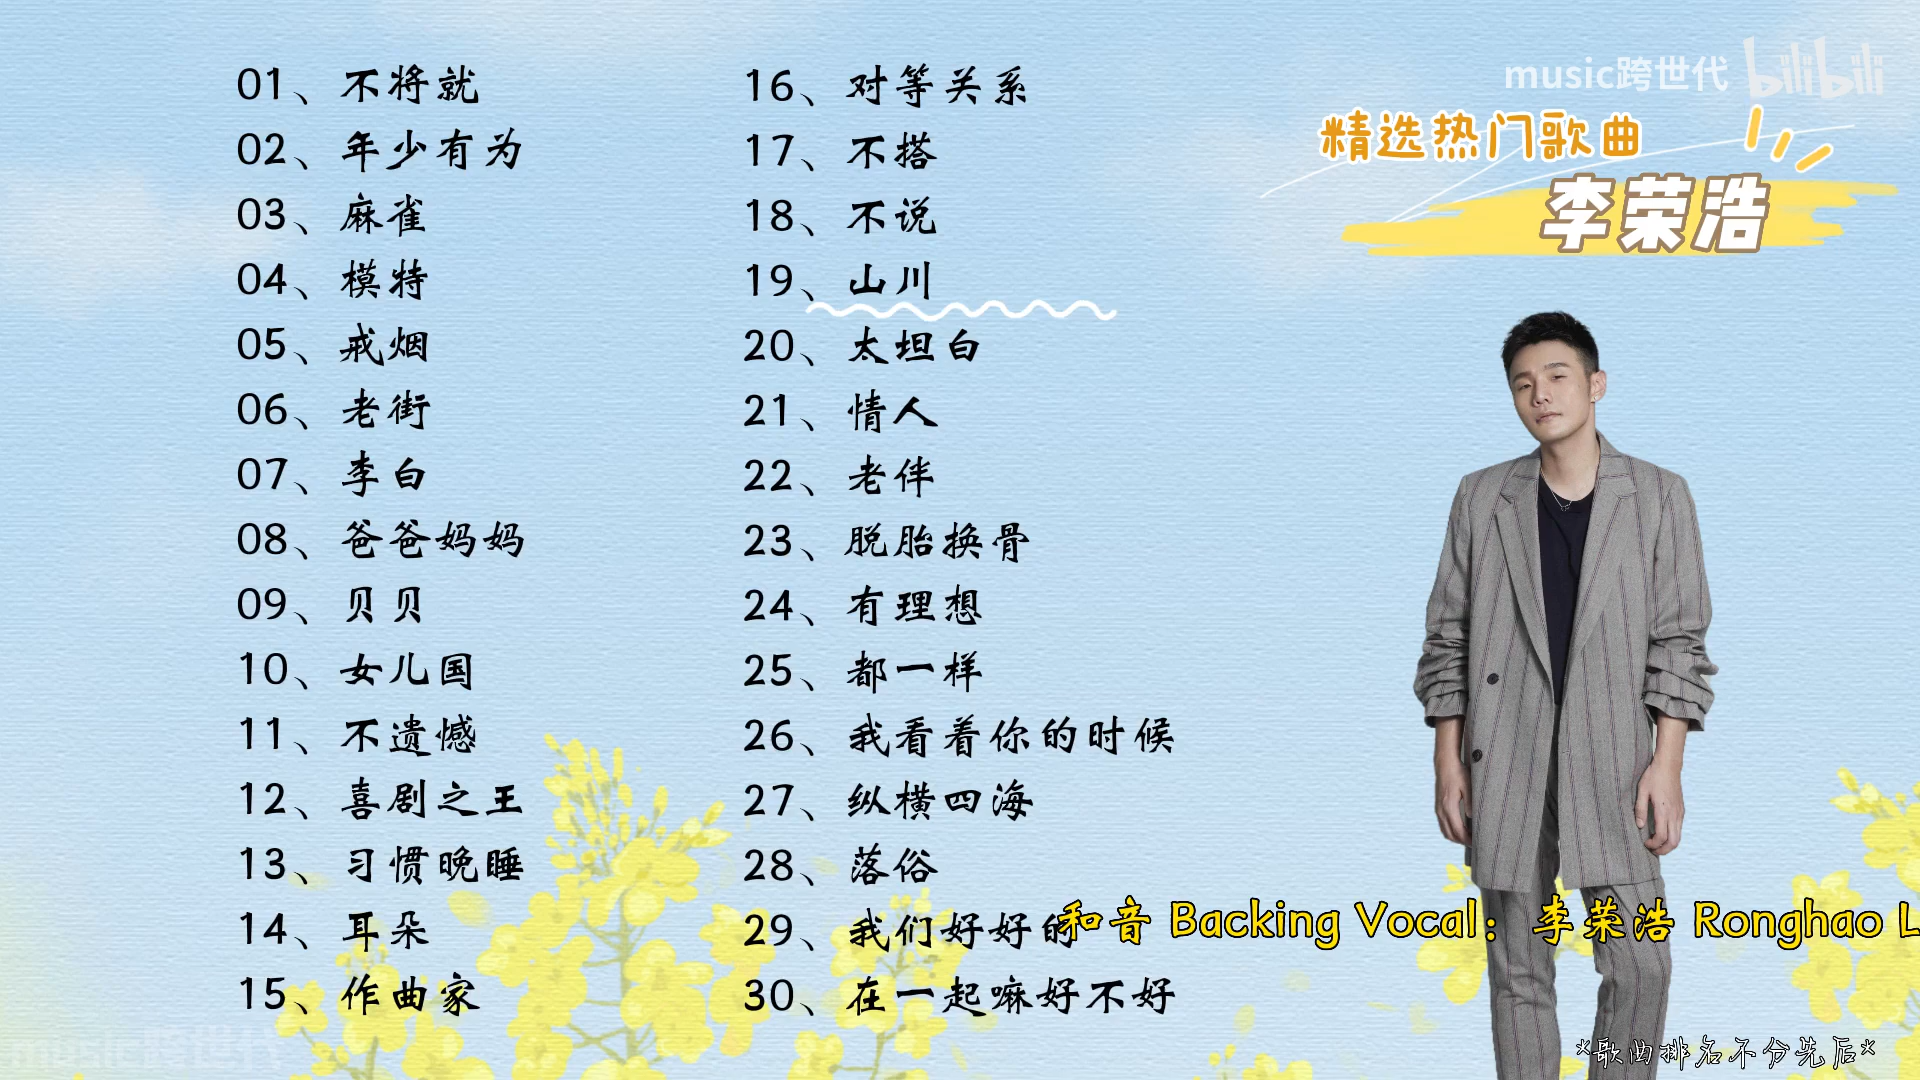 01、不将就
02、年少有为
03、麻雀
04、模特
05、戒烟
06、老街
07、李白
08、爸爸妈妈
09、贝贝
10、女儿国
11、不遗憾
12、喜剧之王
13、习惯晚睡
14、耳朵
15、作曲家
16、对等关系
17、不搭
18、不说
19、山川
20、太坦白
21、情人
22、老伴
23、脱胎换骨
24、有理想
25、都一样
26、我看着你的时候
27、纵横四海
28、落俗
29、我们好好的
30、在一起嘛好不好
music跨世代 bilibili
精选热门歌曲
李荣浩
和音 Backing Vocal：李荣浩 Ronghao L
*歌曲排名不分先后*
music跨世代